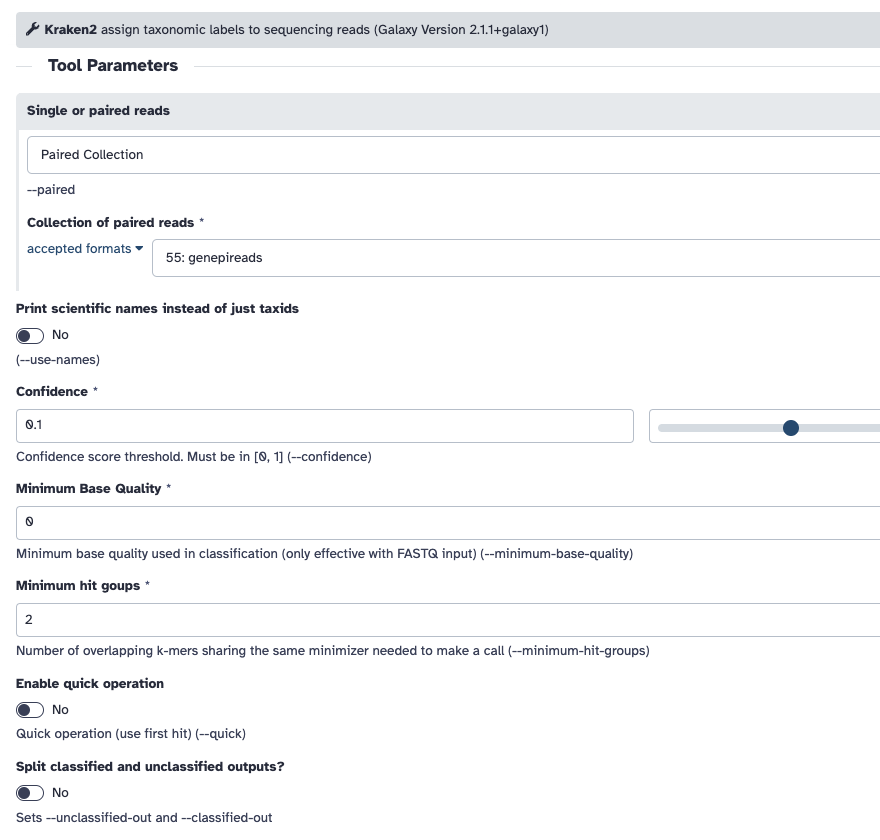 Kraken2 assign taxonomic labels to sequencing reads (Galaxy Version 2.1.1+galaxy1)
Tool Parameters
Single or paired reads
Paired Collection
--paired
Collection of paired reads *
accepted formats
55: genepireads
Print scientific names instead of just taxids
No
(--use-names)
Confidence *
0.1
Confidence score threshold. Must be in [0, 1] (--confidence)
Minimum Base Quality *
0
Minimum base quality used in classification (only effective with FASTQ input) (--minimum-base-quality)
Minimum hit goups *
2
Number of overlapping k-mers sharing the same minimizer needed to make a call (--minimum-hit-groups)
Enable quick operation
No
Quick operation (use first hit) (--quick)
Split classified and unclassified outputs?
No
Sets --unclassified-out and --classified-out